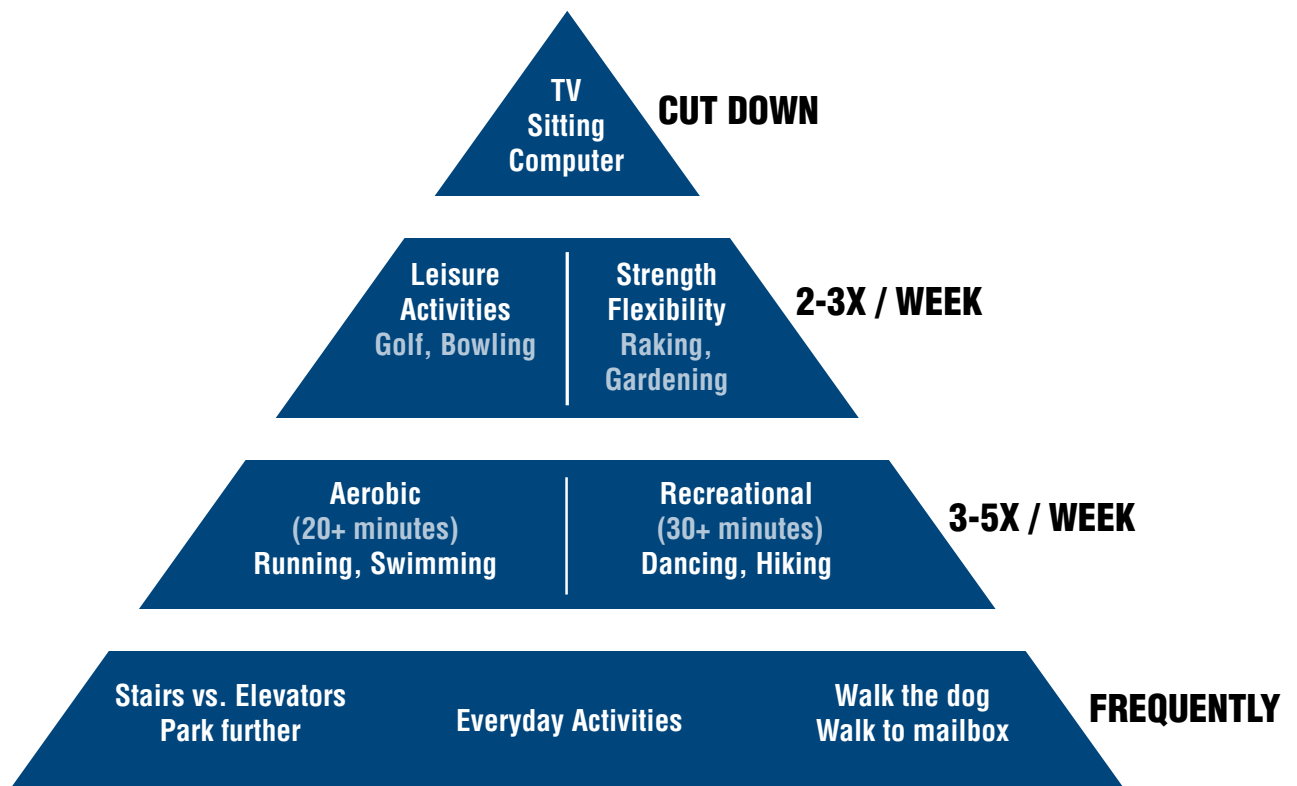 TV
Sitting
Computer
CUT DOWN
Leisure
Activities
Golf, Bowling
Strength
Flexibility
Raking,
Gardening
2-3X / WEEK
Aerobic
(20+ minutes)
Running, Swimming
Recreational
(30+ minutes)
Dancing, Hiking
3-5X / WEEK
Stairs vs. Elevators
Park further
Everyday Activities
Walk the dog
Walk to mailbox
FREQUENTLY